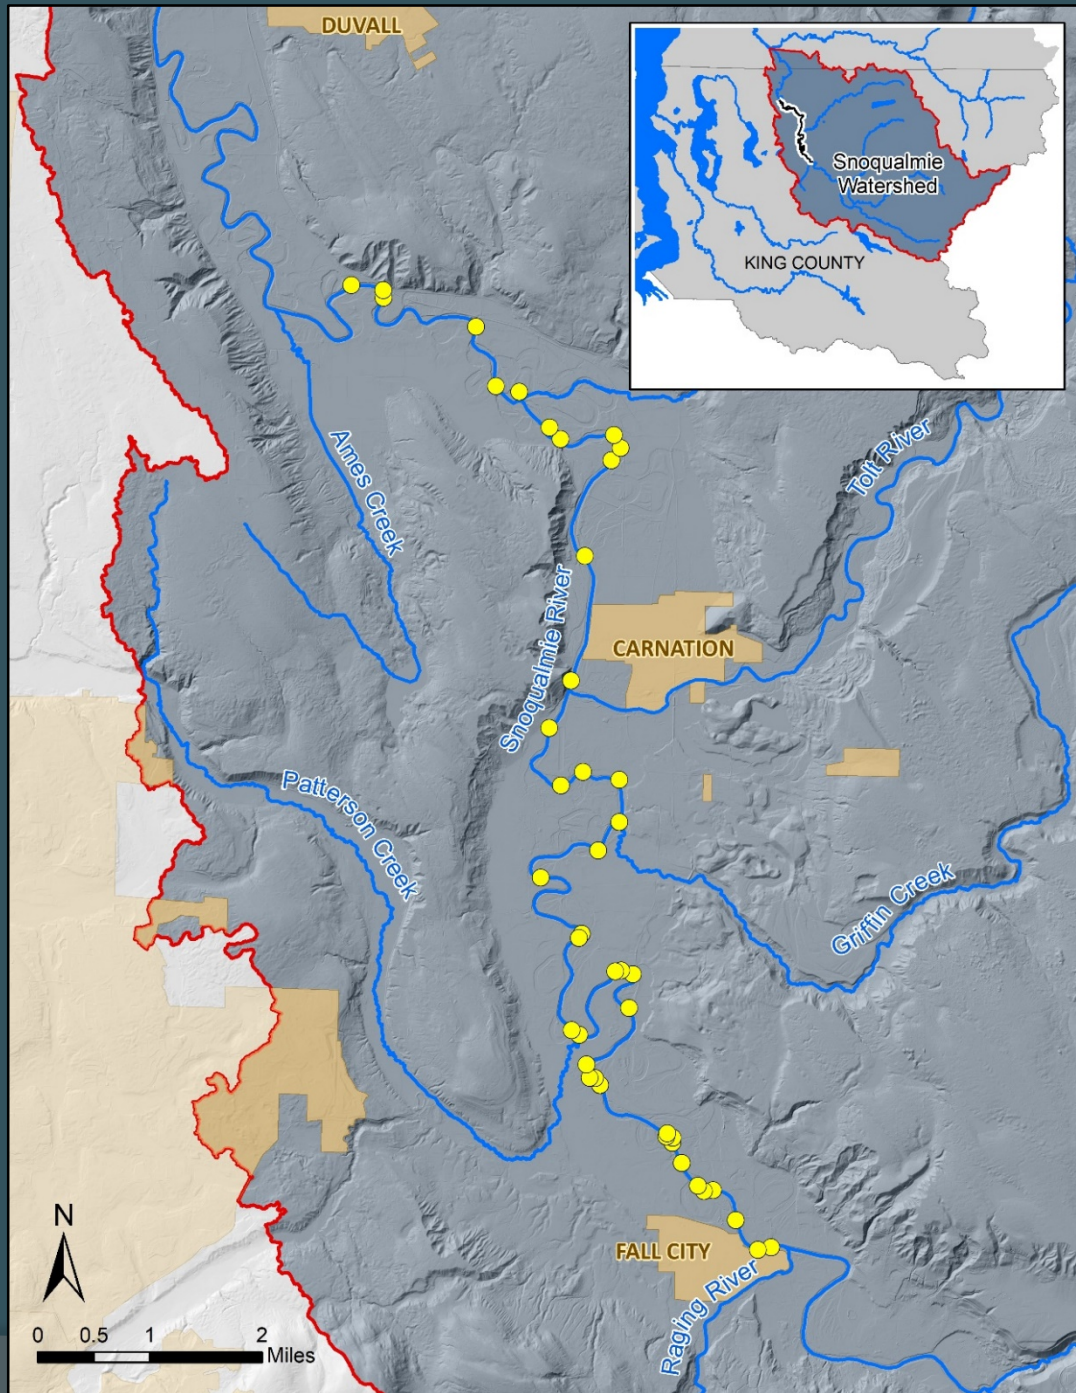 DUVALL
Snoqualmie
Watershed
KING COUNTY
Ames Creek
Tolt River
Snoqualmie River
CARNATION
Patterson Creek
Griffin Creek
FALL CITY
Raging River
N
0 0.5 1 2
Miles